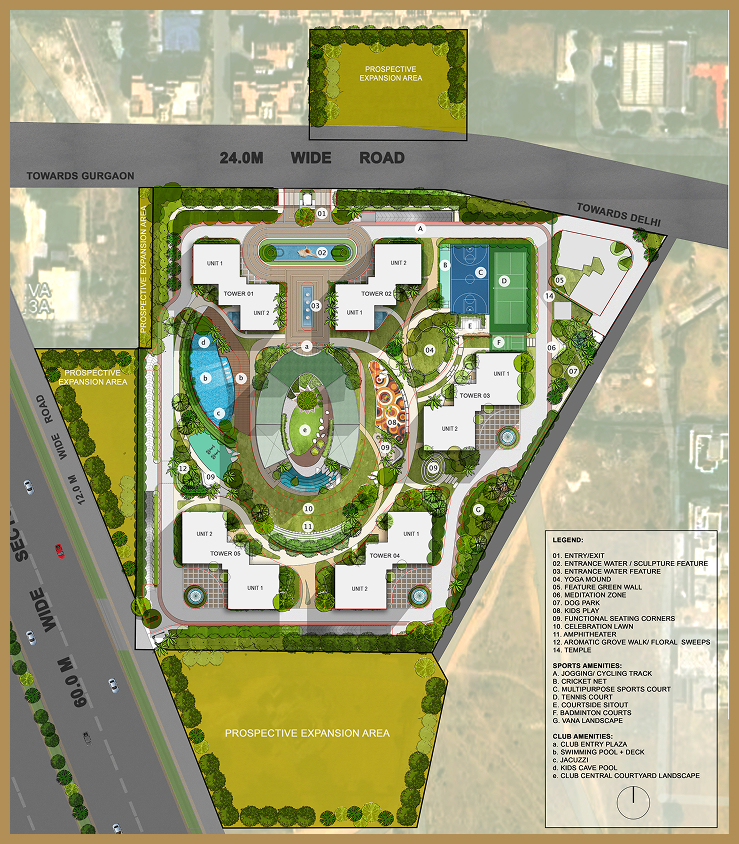 PROSPECTIVE
EXPANSION AREA
24.0M WIDE ROAD
TOWARDS GURGAON
TOWARDS DELHI
PROSPECTIVE EXPANSION AREA
VA
3A.
01
A
02
UNIT 1
UNIT 2
B
C
D
05
TOWER 01
03
TOWER 02
14
UNIT 2
UNIT 1
E
d
a
04
F
06
PROSPECTIVE
EXPANSION AREA
b
b
UNIT 1
07
TOWER 03
c
08
e
UNIT 2
09
12
09
09
10
G
11
12.0 M WIDE ROAD
UNIT 2
UNIT 1
TOWER 05
TOWER 04
UNIT 1
UNIT 2
60.0 M WIDE
PROSPECTIVE EXPANSION AREA
LEGEND:
01. ENTRY/EXIT
02. ENTRANCE WATER / SCULPTURE FEATURE
03. ENTRANCE WATER FEATURE
04. YOGA MOUND
05. FEATURE GREEN WALL
06. MEDITATION ZONE
07. DOG PARK
08. KIDS PLAY
09. FUNCTIONAL SEATING CORNERS
10. CELEBRATION LAWN
11. AMPHITHEATER
12. AROMATIC GROVE WALK/ FLORAL SWEEPS
14. TEMPLE
SPORTS AMENITIES:
A. JOGGING/ CYCLING TRACK
B. CRICKET NET
C. MULTIPURPOSE SPORTS COURT
D. TENNIS COURT
E. COURTSIDE SITOUT
F. BADMINTON COURTS
G. VANA LANDSCAPE
CLUB AMENITIES:
a. CLUB ENTRY PLAZA
b. SWIMMING POOL + DECK
c. JACUZZI
d. KIDS CAVE POOL
e. CLUB CENTRAL COURTYARD LANDSCAPE